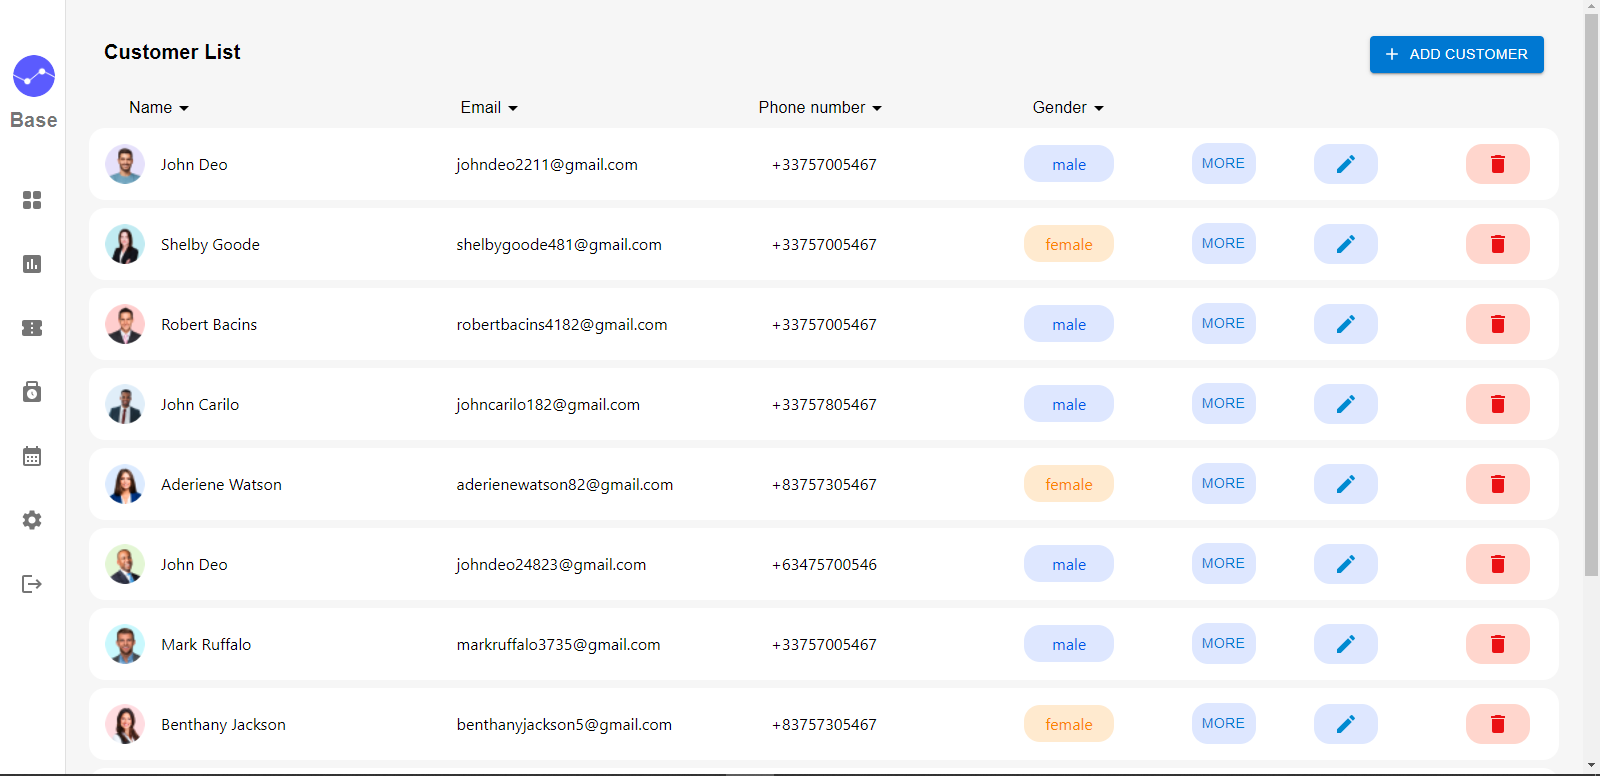 Customer List
+ ADD CUSTOMER
Base
Name Email Phone number Gender
John Deo johndeo2211@gmail.com +33757005467 male MORE
Shelby Goode shelbygoode481@gmail.com +33757005467 female MORE
Robert Bacins robertbacins4182@gmail.com +33757005467 male MORE
John Carilo johncarilo182@gmail.com +33757805467 male MORE
Aderiene Watson aderienewatson82@gmail.com +83757305467 female MORE
John Deo johndeo24823@gmail.com +63475700546 male MORE
Mark Ruffalo markruffalo3735@gmail.com +33757005467 male MORE
Benthany Jackson benthanyjackson5@gmail.com +83757305467 female MORE